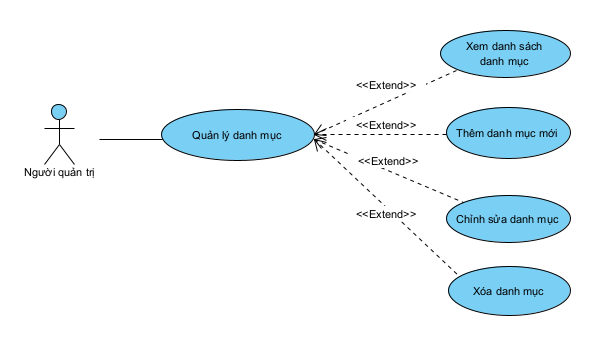 Xem danh sách
danh mục
<<Extend>>
<<Extend>>
Thêm danh mục mới
Quản lý danh mục
<<Extend>>
Người quản trị
<<Extend>>
Chỉnh sửa danh mục
Xóa danh mục